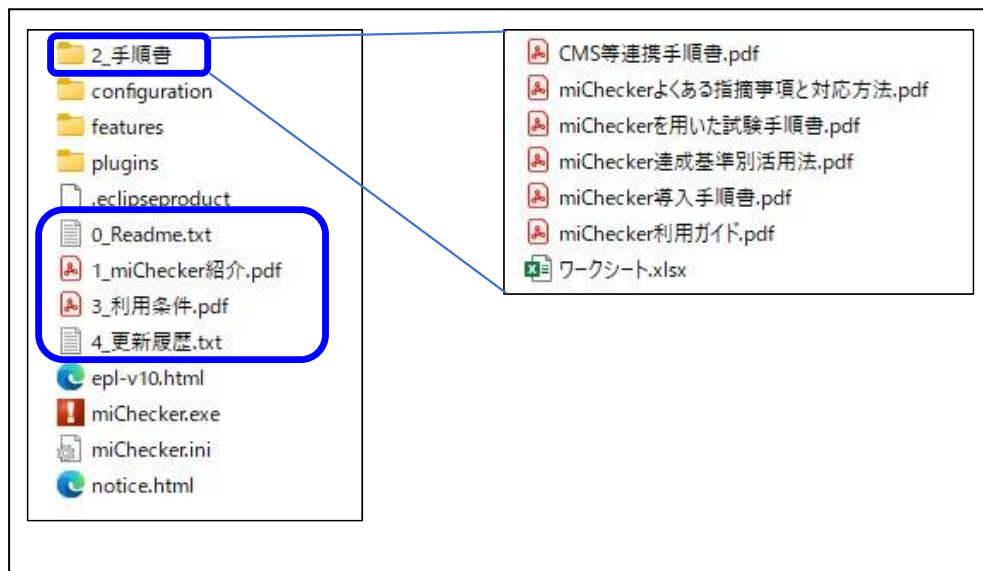 2_手順書
configuration
features
plugins
.eclipseproduct
0_Readme.txt
1_miChecker紹介.pdf
3_利用条件.pdf
4_更新履歴.txt
epl-v10.html
miChecker.exe
miChecker.ini
notice.html
CMS等連携手順書.pdf
miCheckerよくある指摘事項と対応方法.pdf
miCheckerを用いた試験手順書.pdf
miChecker達成基準別活用法.pdf
miChecker導入手順書.pdf
miChecker利用ガイド.pdf
ワークシート.xlsx